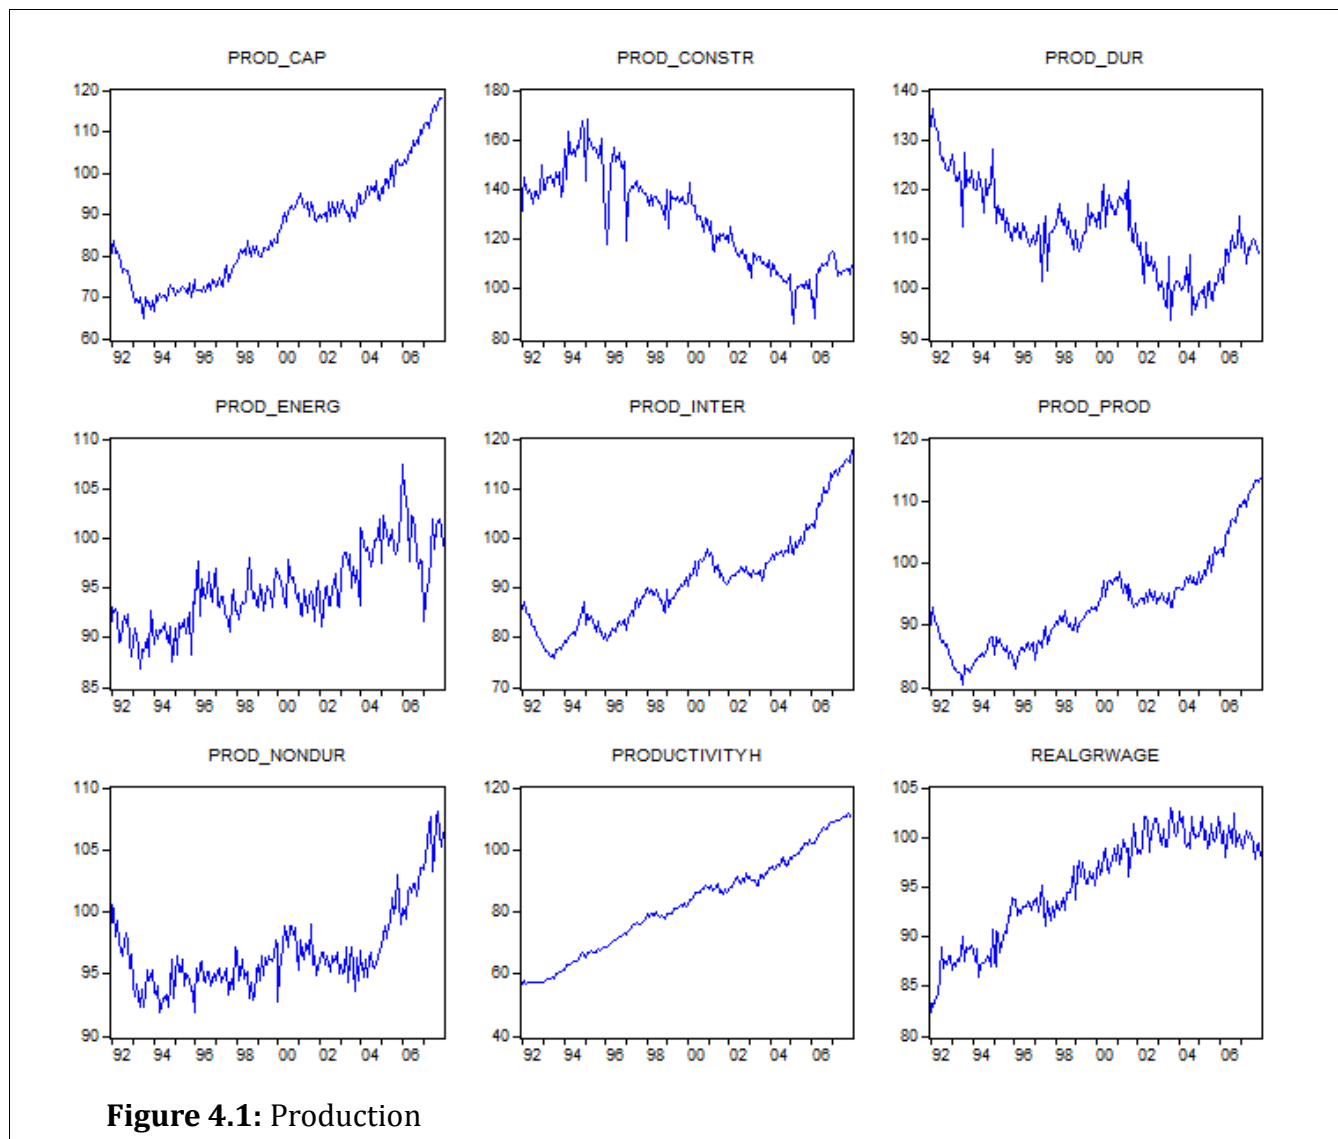 PROD_CAP PROD_CONSTR PROD_DUR
120 180 140
110 160 130
100 140 120
90 120 110
80 100 100
70 80 90
60
92 94 96 98 00 02 04 06 92 94 96 98 00 02 04 06 92 94 96 98 00 02 04 06
PROD_ENERG PROD_INTER PROD_PROD
110 120 120
105 110 110
100 100 100
95 90 90
90 80 80
85 70
92 94 96 98 00 02 04 06 92 94 96 98 00 02 04 06 92 94 96 98 00 02 04 06
PROD_NONDUR PRODUCTIVITYH REALGRWAGE
110 120 105
105 100 100
100 80 95
95 60 90
90 40 85
80
92 94 96 98 00 02 04 06 92 94 96 98 00 02 04 06 92 94 96 98 00 02 04 06
Figure 4.1: Production